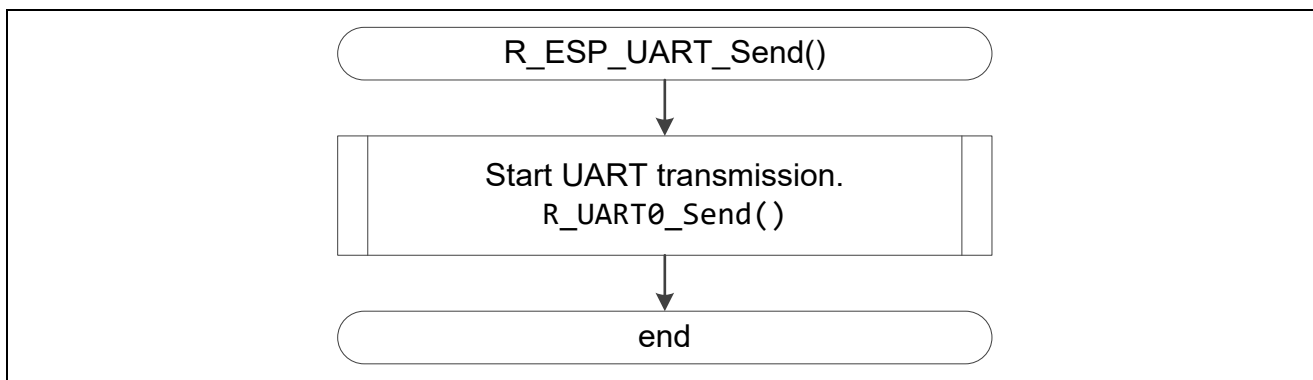 R_ESP_UART_Send()
Start UART transmission.
R_UART0_Send()
end